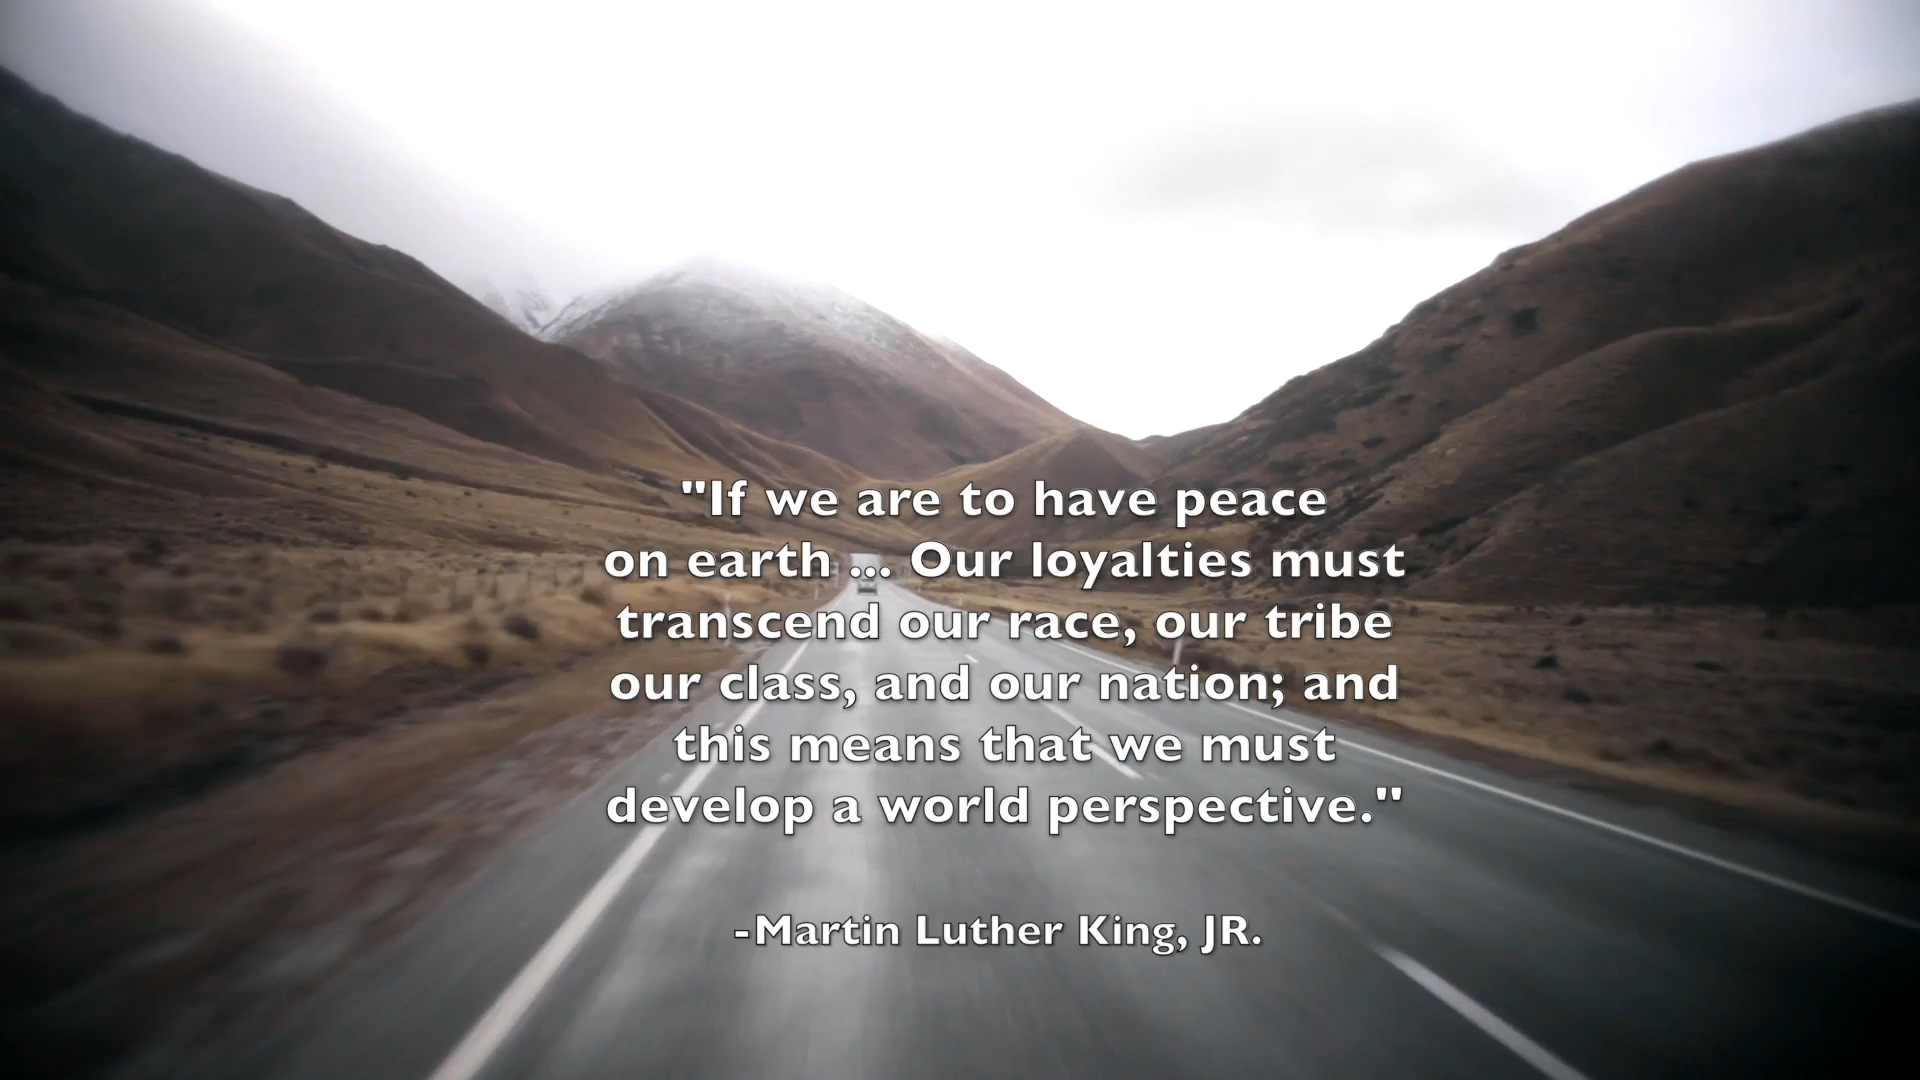 "If we are to have peace
on earth ... Our loyalties must
transcend our race, our tribe
our class, and our nation; and
this means that we must
develop a world perspective."
-Martin Luther King, JR.